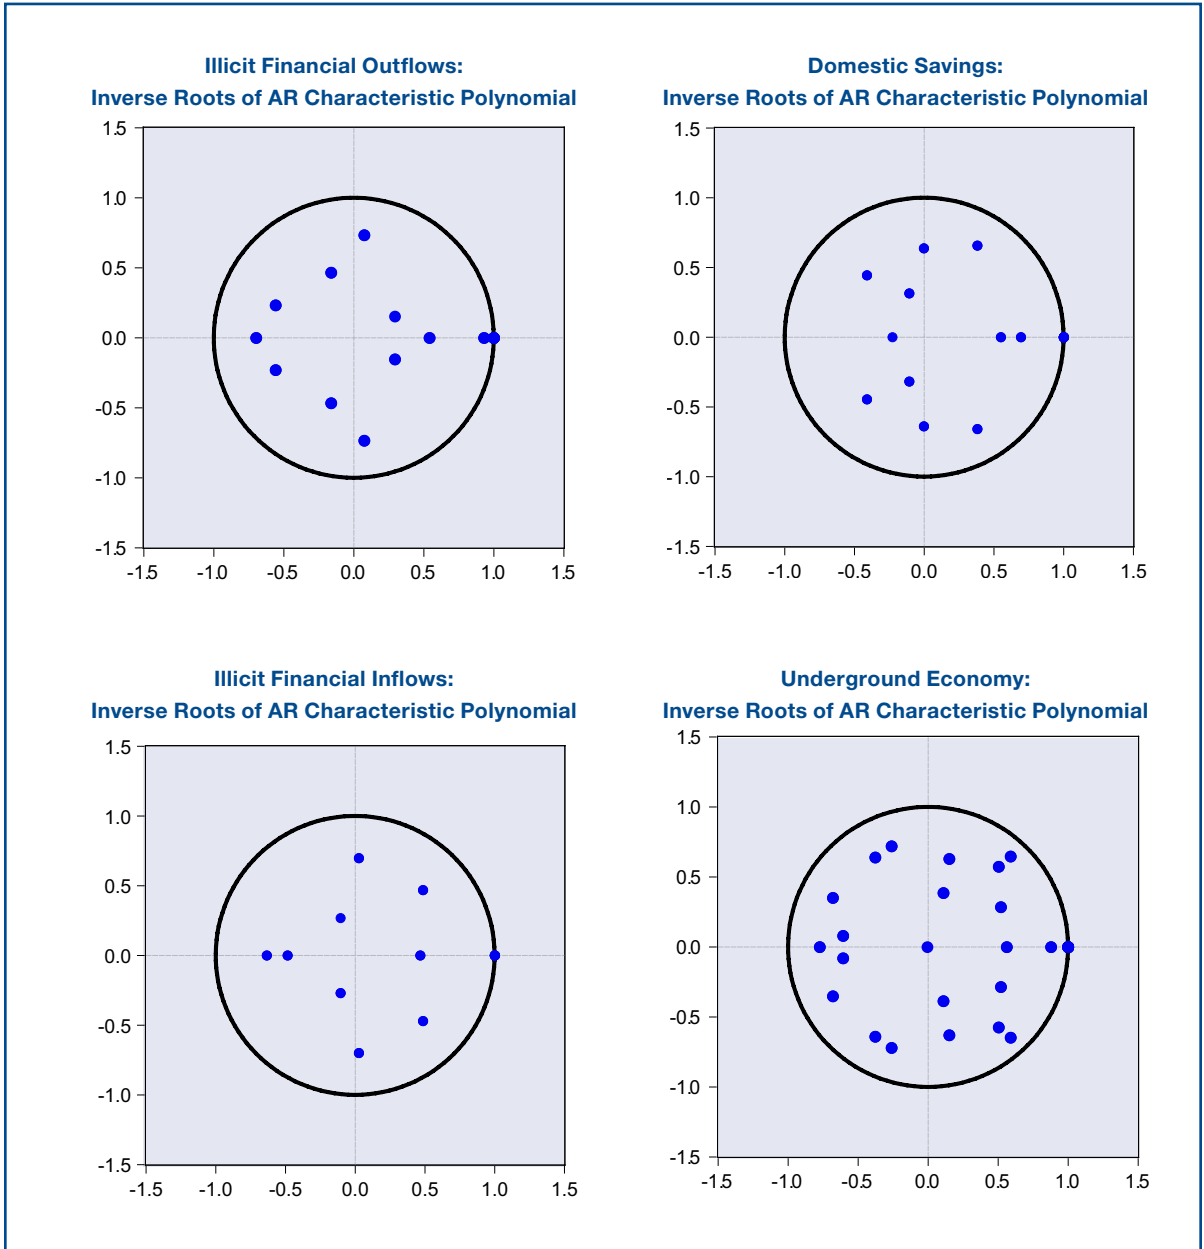 Illicit Financial Outflows:
Inverse Roots of AR Characteristic Polynomial
1.5
1.0
0.5
0.0
-0.5
-1.0
-1.5
-1.5 -1.0 -0.5 0.0 0.5 1.0 1.5
Domestic Savings:
Inverse Roots of AR Characteristic Polynomial
1.5
1.0
0.5
0.0
-0.5
-1.0
-1.5
-1.5 -1.0 -0.5 0.0 0.5 1.0 1.5
Illicit Financial Inflows:
Inverse Roots of AR Characteristic Polynomial
1.5
1.0
0.5
0.0
-0.5
-1.0
-1.5
-1.5 -1.0 -0.5 0.0 0.5 1.0 1.5
Underground Economy:
Inverse Roots of AR Characteristic Polynomial
1.5
1.0
0.5
0.0
-0.5
-1.0
-1.5
-1.5 -1.0 -0.5 0.0 0.5 1.0 1.5